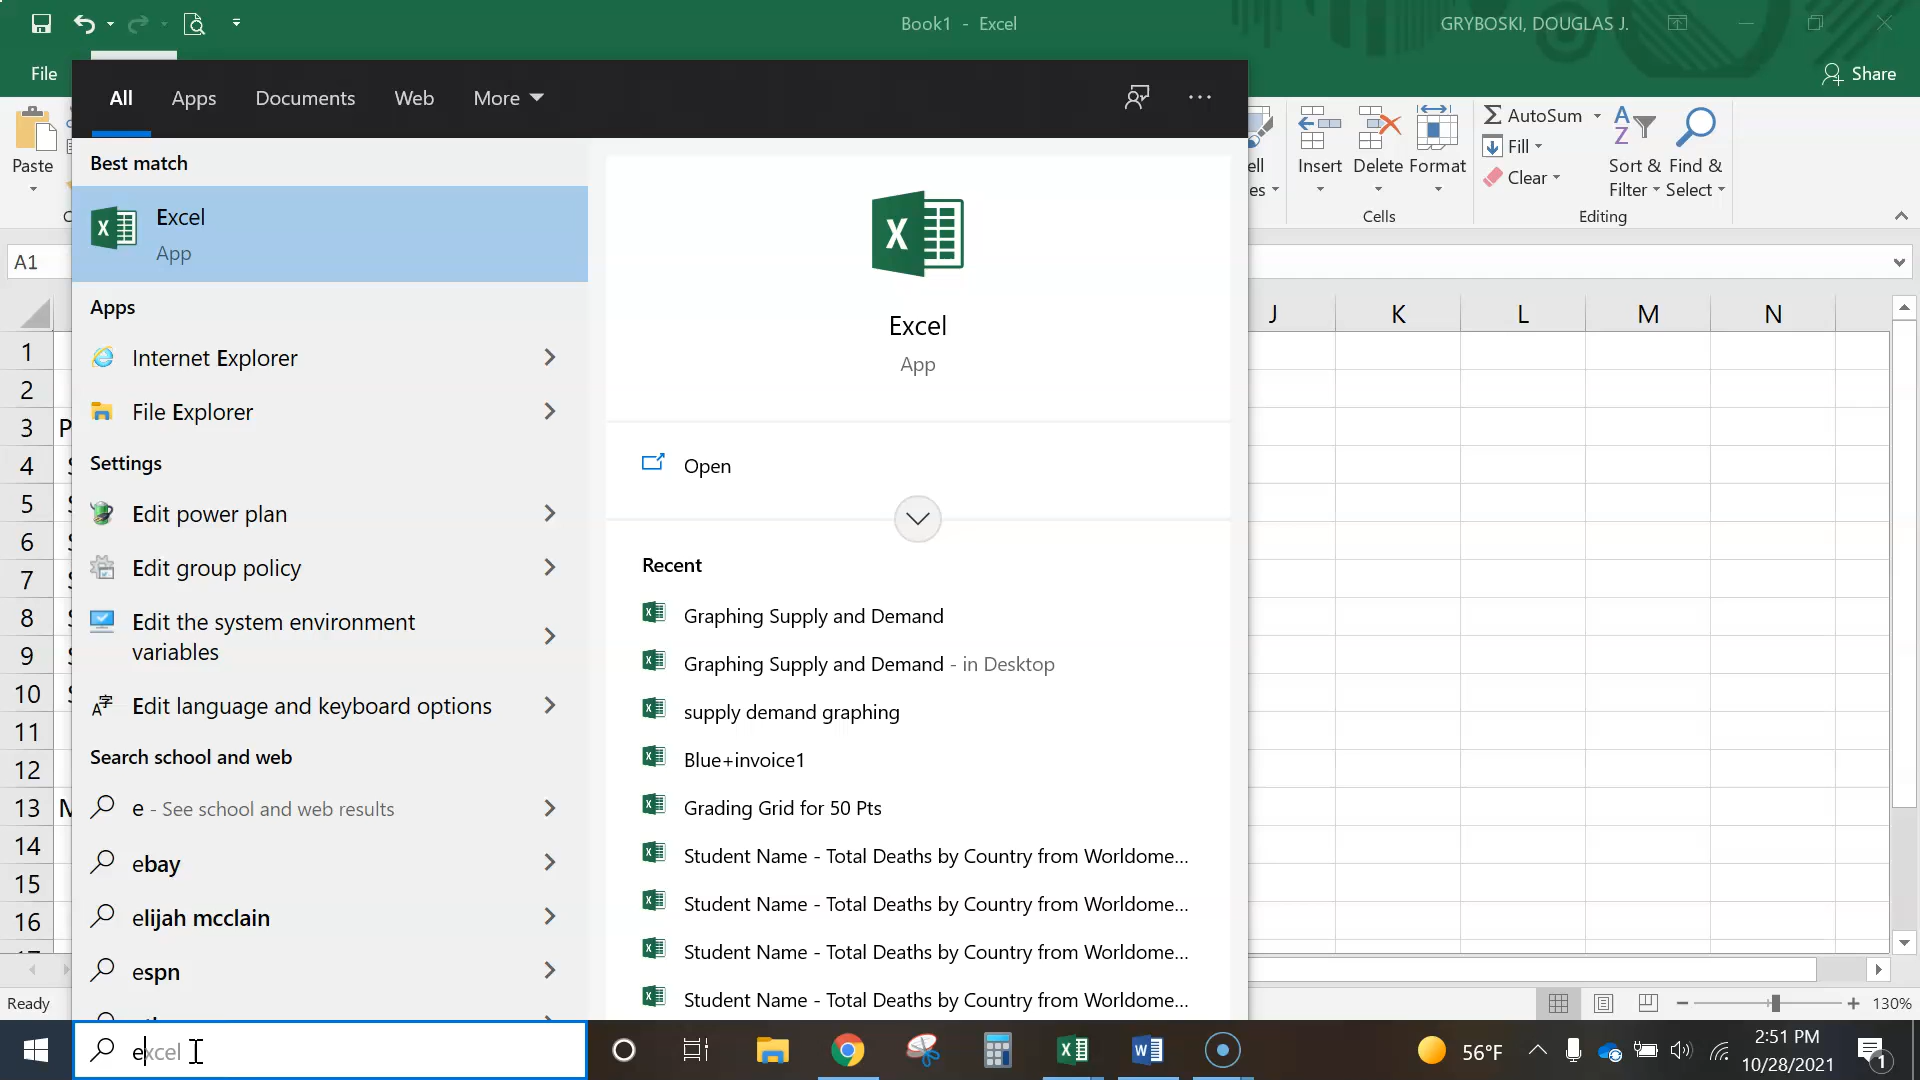 Book1 - Excel
GRYBOSKI, DOUGLAS J.
File
Share
All Apps Documents Web More
Paste
Insert Delete Format
Cells
AutoSum
Fill
Clear
Sort & Filter
Find & Select
Editing
A1
J K L M N
Best match
Excel
App
Apps
Internet Explorer
File Explorer
Settings
Edit power plan
Edit group policy
Edit the system environment
variables
Edit language and keyboard options
Search school and web
e - See school and web results
ebay
elijah mcclain
espn
Excel
App
Open
Recent
Graphing Supply and Demand
Graphing Supply and Demand - in Desktop
supply demand graphing
Blue+invoice1
Grading Grid for 50 Pts
Student Name - Total Deaths by Country from Worldome...
Student Name - Total Deaths by Country from Worldome...
Student Name - Total Deaths by Country from Worldome...
Student Name - Total Deaths by Country from Worldome...
1
2
3
4
5
6
7
8
9
10
11
12
13
14
15
16
Ready
130%
excel
56°F
2:51 PM
10/28/2021
1